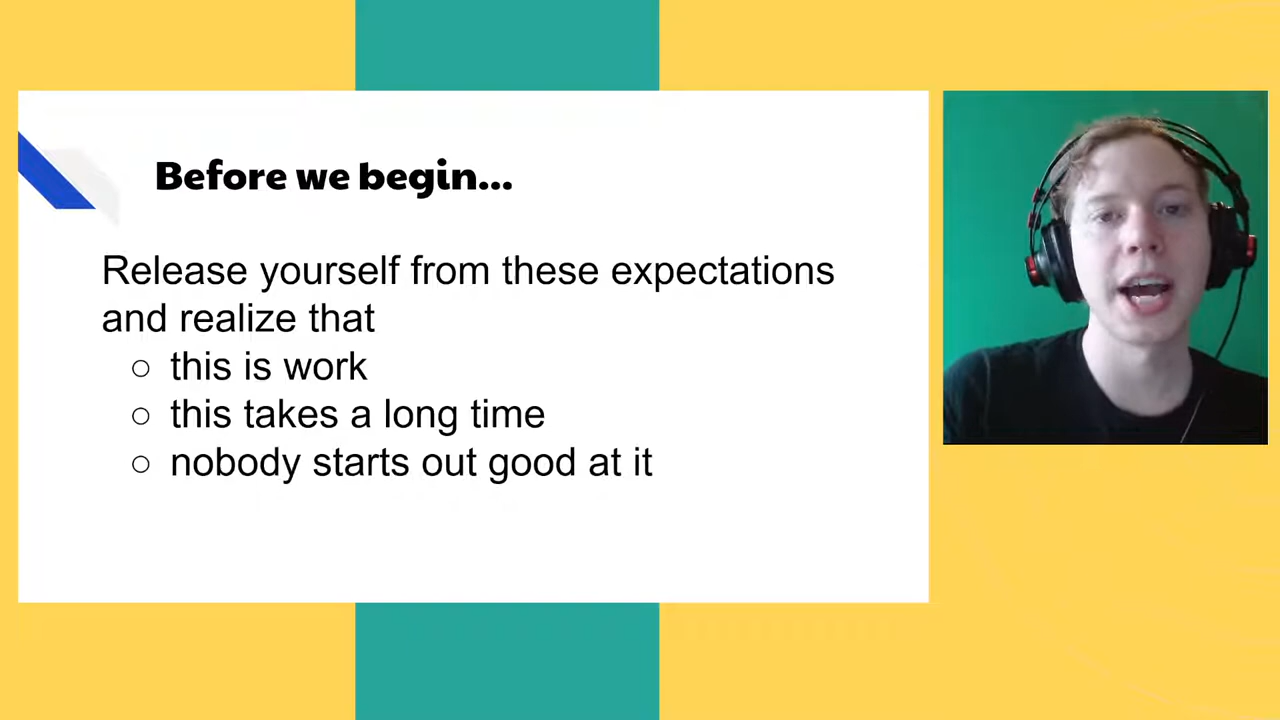 Before we begin...
Release yourself from these expectations
and realize that
○ this is work
○ this takes a long time
○ nobody starts out good at it